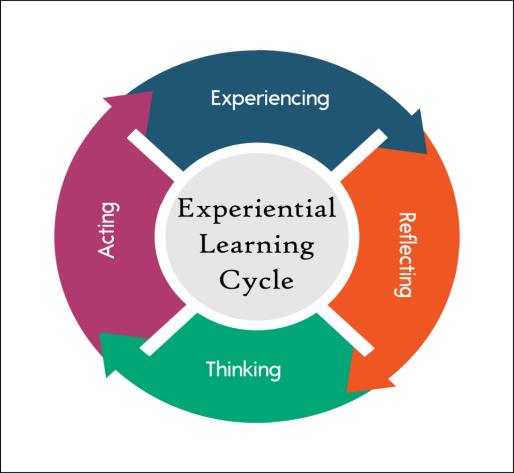 Experiencing
Experiential
Learning
Cycle
Reflecting
Thinking
Acting